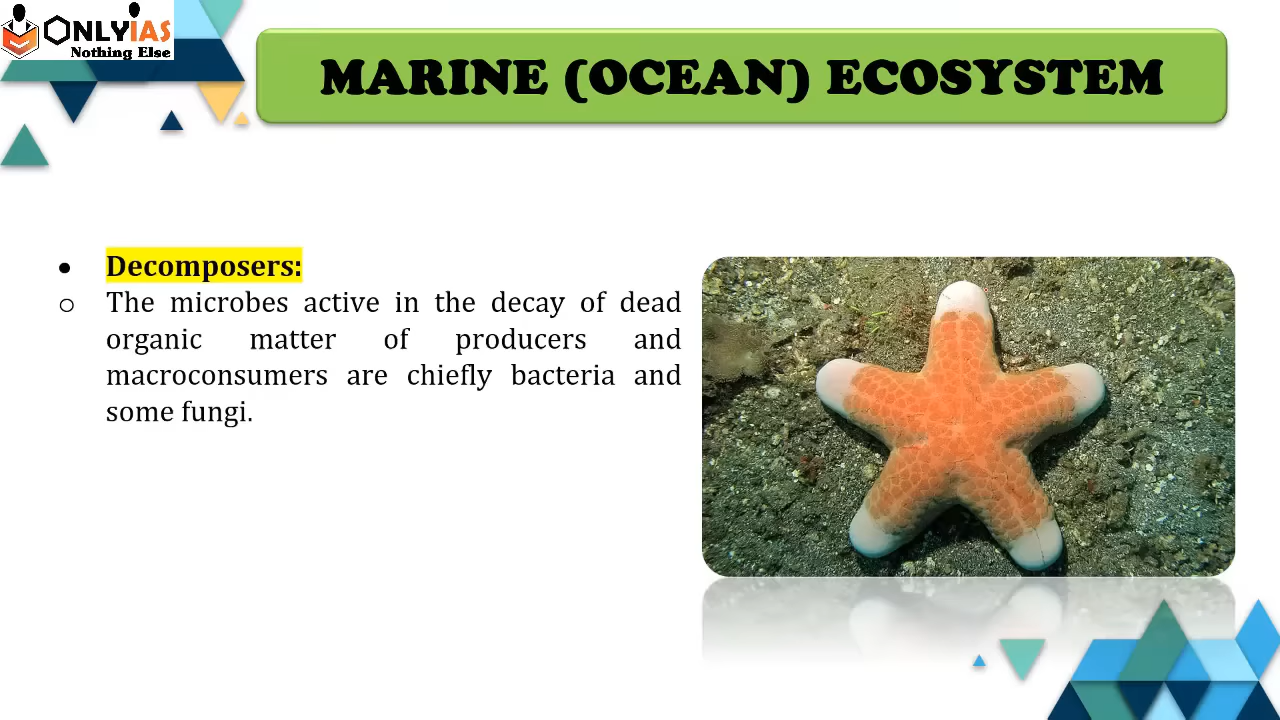 ONLYIAS
Nothing Else
MARINE (OCEAN) ECOSYSTEM
• Decomposers:
o The microbes active in the decay of dead
organic matter of producers and
macroconsumers are chiefly bacteria and
some fungi.